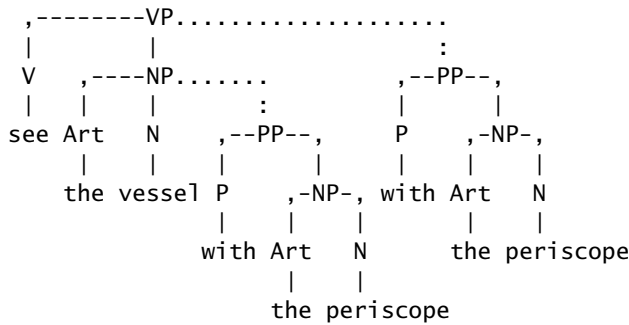 ,--------VP....................
|        |                    :
V   ,----NP.......         ,--PP--,
|   |    |       :         |      |
see Art  N    ,--PP--,     P    ,-NP-,
    |    |    |      |     |    |    |
   the vessel P    ,-NP-, with Art   N
              |    |    |       |    |
            with Art    N      the periscope
                  |     |
                 the periscope